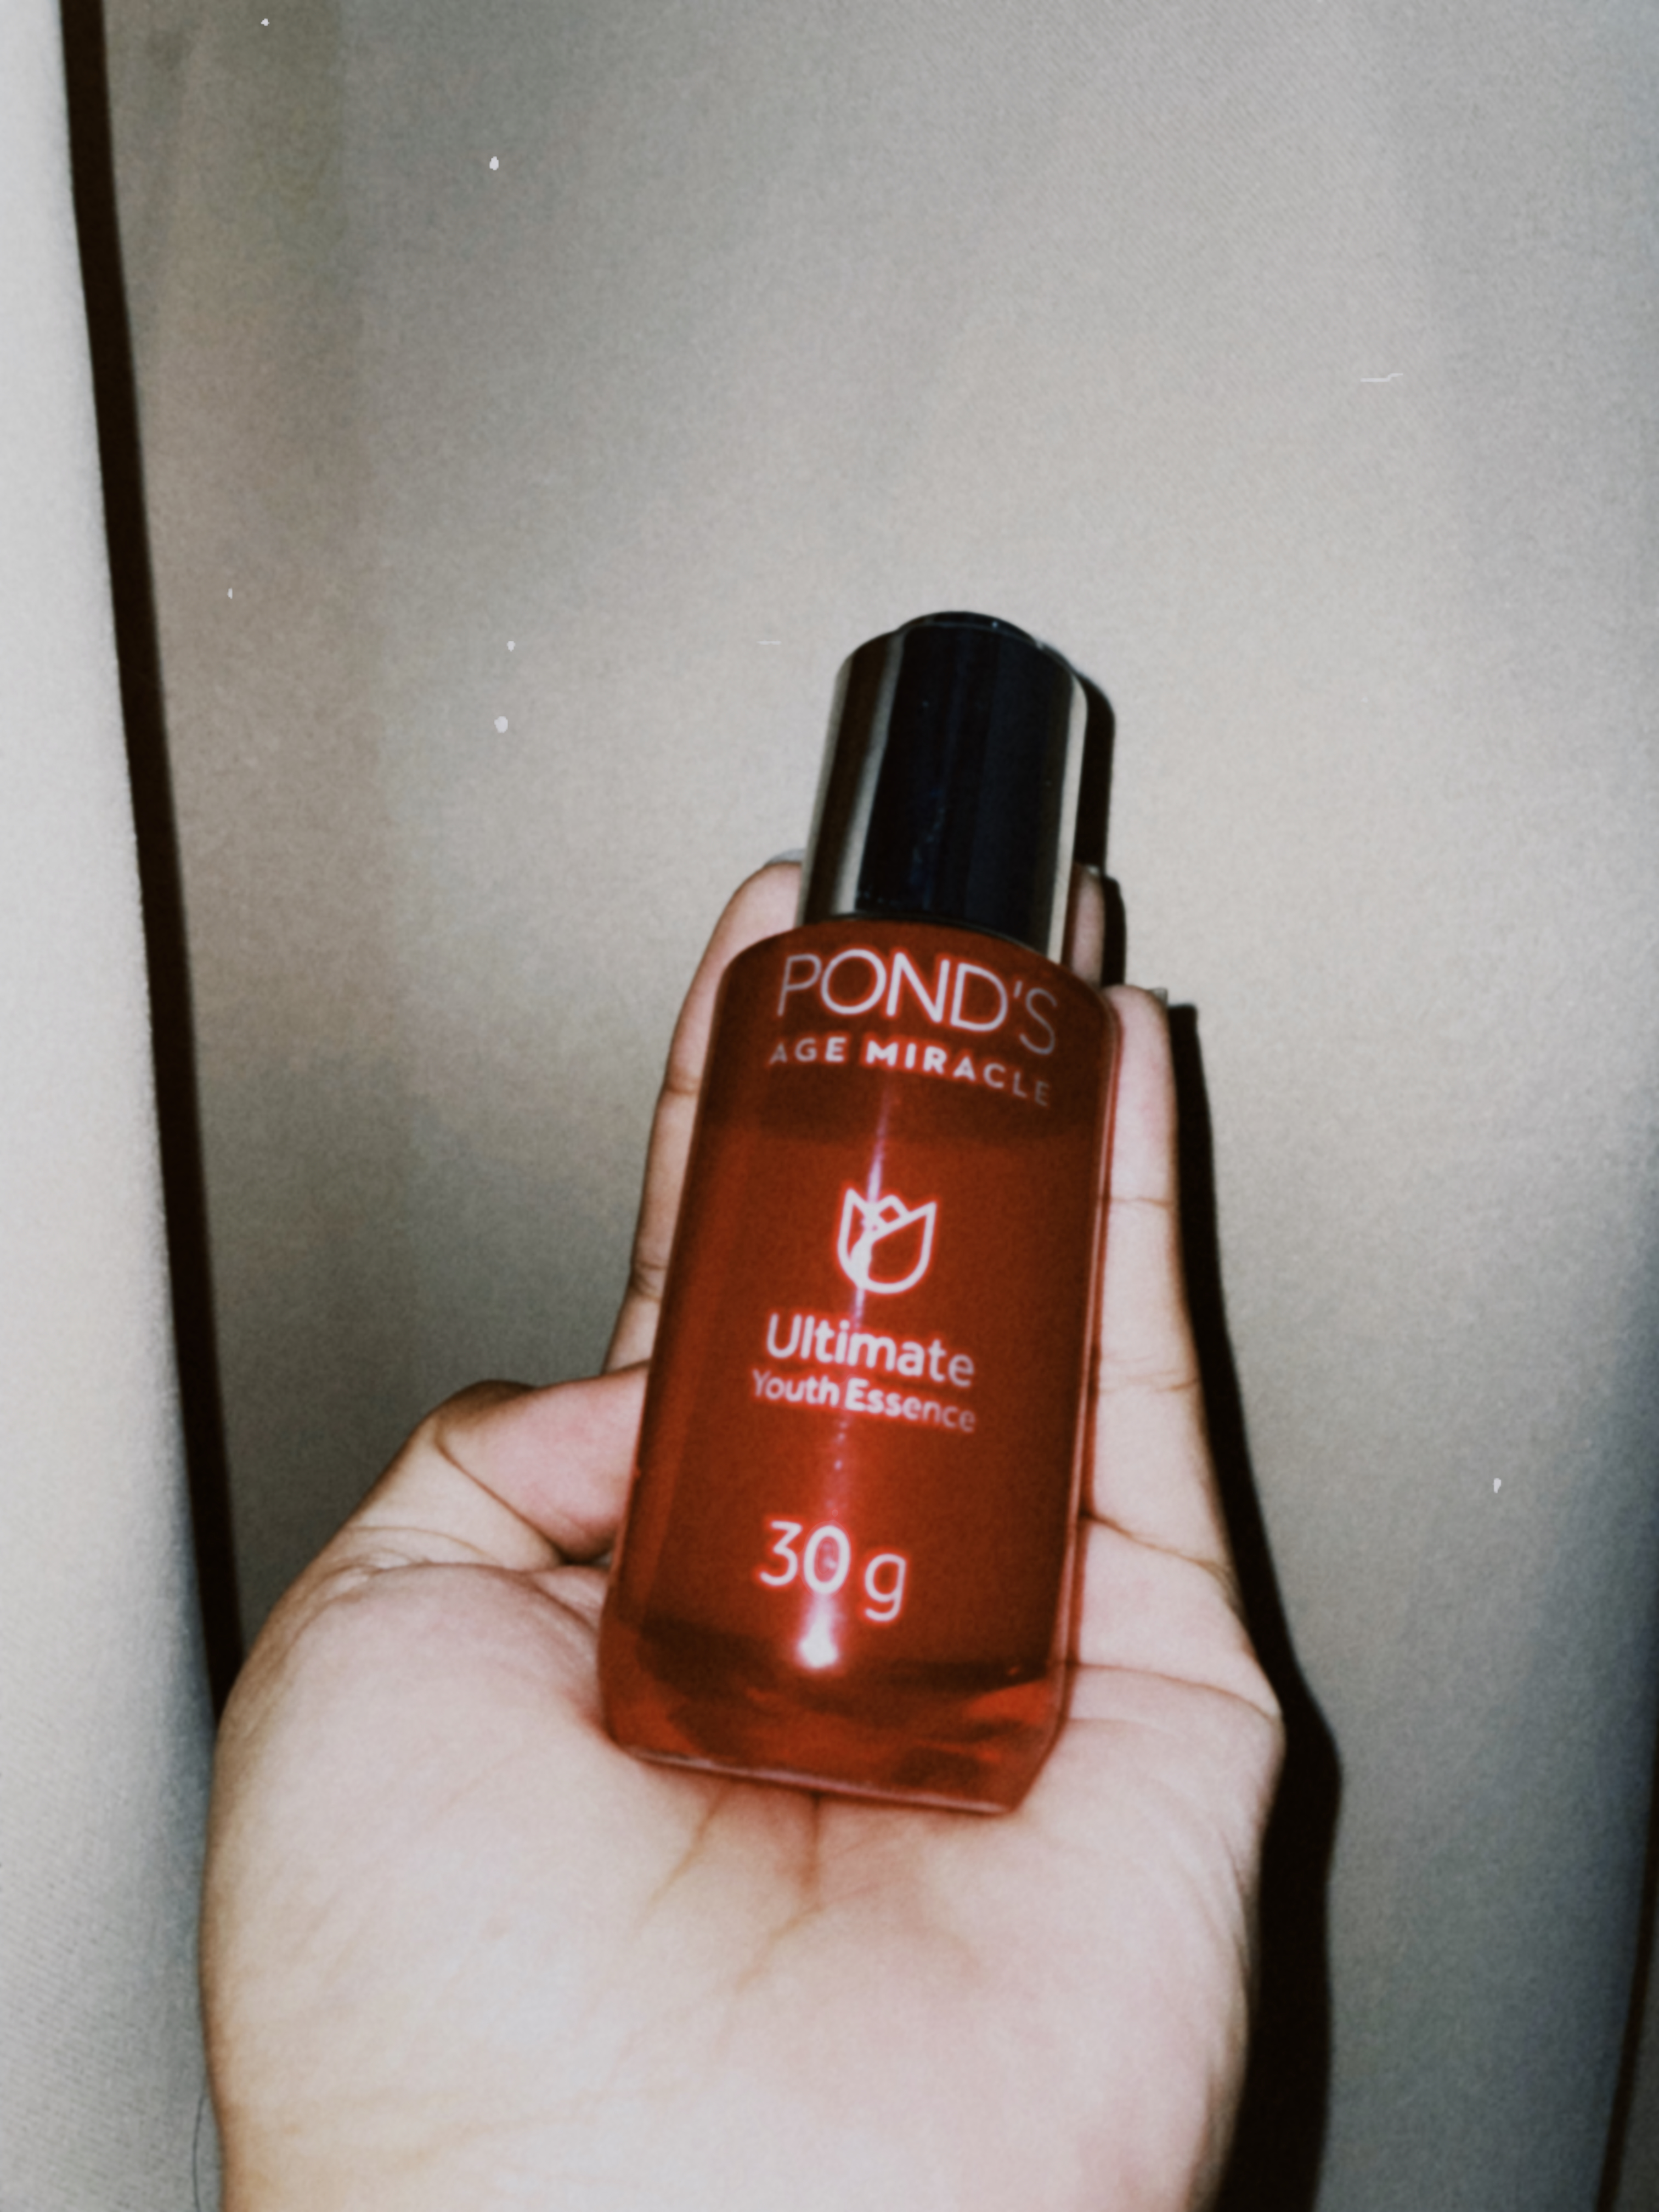 POND'S
AGE MIRACLE
Ultimate
Youth Essence
30 g